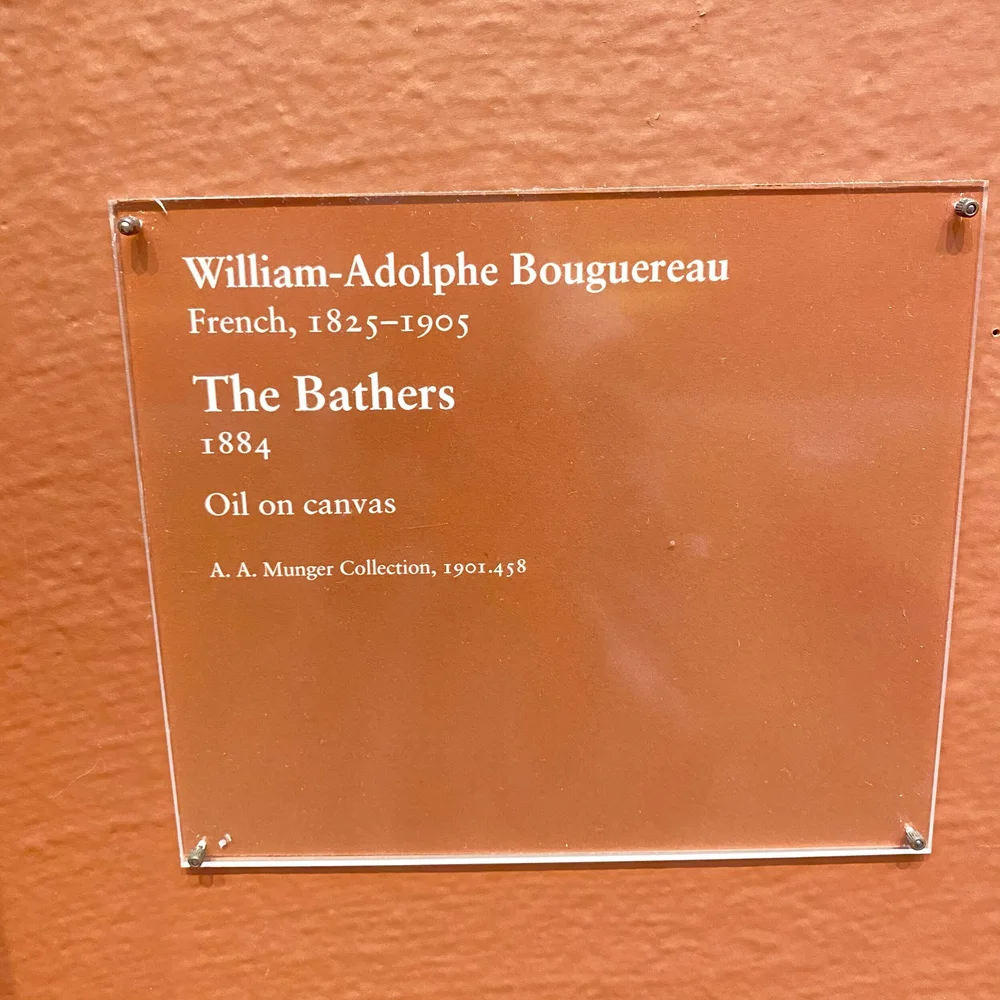 William-Adolphe Bouguereau
French, 1825–1905
The Bathers
1884
Oil on canvas
A. A. Munger Collection, 1901.458